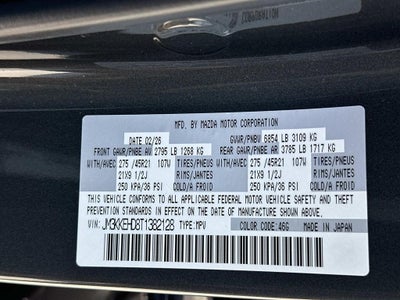 MFD. BY MAZDA MOTOR CORPORATION
DATE 02/26 GVWR/PNBV 6854 LB 3109 KG
FRONT GAWR/PNBE AV 2795 LB 1268 KG REAR GAWR/PNBE AR 3785 LB 1717 KG
WITH/AVEC 275 /45R21 107W TIRES/PNEUS WITH/AVEC 275 /45R21 107W TIRES/PNEUS
21X9 1/2J RIMS/JANTES 21X9 1/2J RIMS/JANTES
250 KPA/36 PSI COLD/A FROID 250 KPA/36 PSI COLD/A FROID
THIS VEHICLE CONFORMS TO ALL APPLICABLE FEDERAL MOTOR VEHICLE SAFETY AND THEFT
PREVENTION STANDARDS IN EFFECT ON THE DATE OF MANUFACTURE SHOWN ABOVE.
VIN: JM3KKEHD8T1382128 TYPE:MPV COLOR CODE:46G MADE IN JAPAN